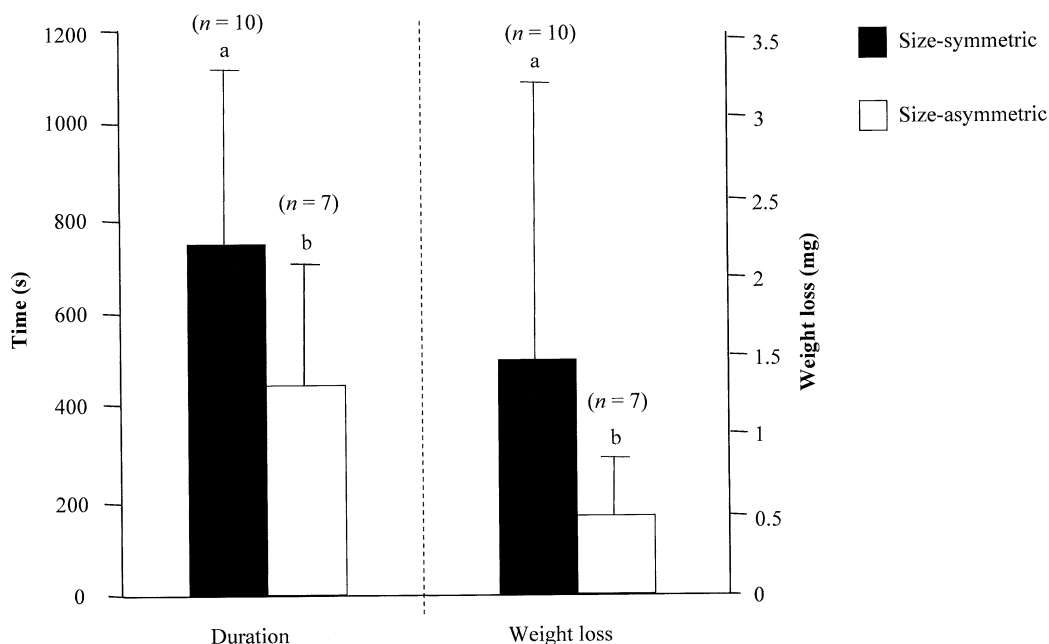 1200
1000
800
600
400
200
0
Time (s)
(n = 10)
a
(n = 7)
b
Duration
(n = 10)
a
(n = 7)
b
Weight loss
3.5
3
2.5
2
1.5
1
0.5
0
Weight loss (mg)
Size-symmetric
Size-asymmetric